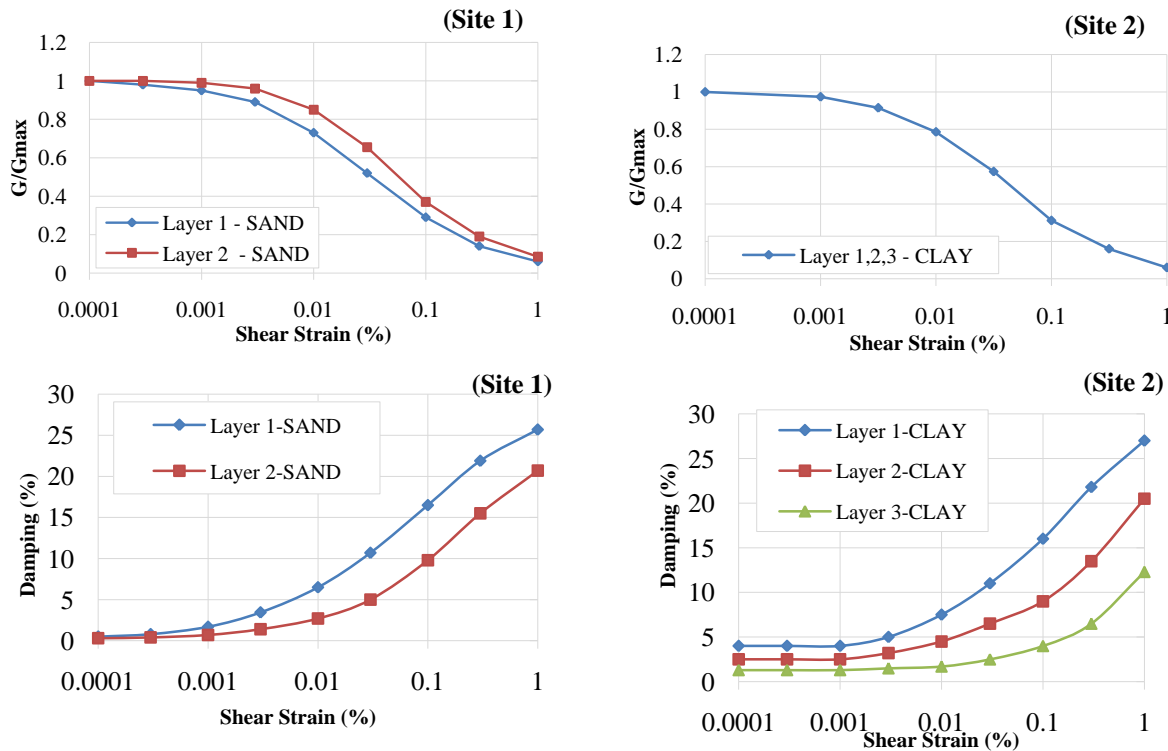 (Site 1)
1.2
1
0.8
0.6
0.4
0.2
0
G/Gmax
Layer 1 - SAND
Layer 2 - SAND
0.0001 0.001 0.01 0.1 1
Shear Strain (%)
(Site 2)
1.2
1
0.8
0.6
0.4
0.2
0
G/Gmax
Layer 1,2,3 - CLAY
0.0001 0.001 0.01 0.1 1
Shear Strain (%)
(Site 1)
30
25
20
15
10
5
0
Damping (%)
Layer 1-SAND
Layer 2-SAND
0.0001 0.001 0.01 0.1 1
Shear Strain (%)
(Site 2)
30
25
20
15
10
5
0
Damping (%)
Layer 1-CLAY
Layer 2-CLAY
Layer 3-CLAY
0.0001 0.001 0.01 0.1 1
Shear Strain (%)